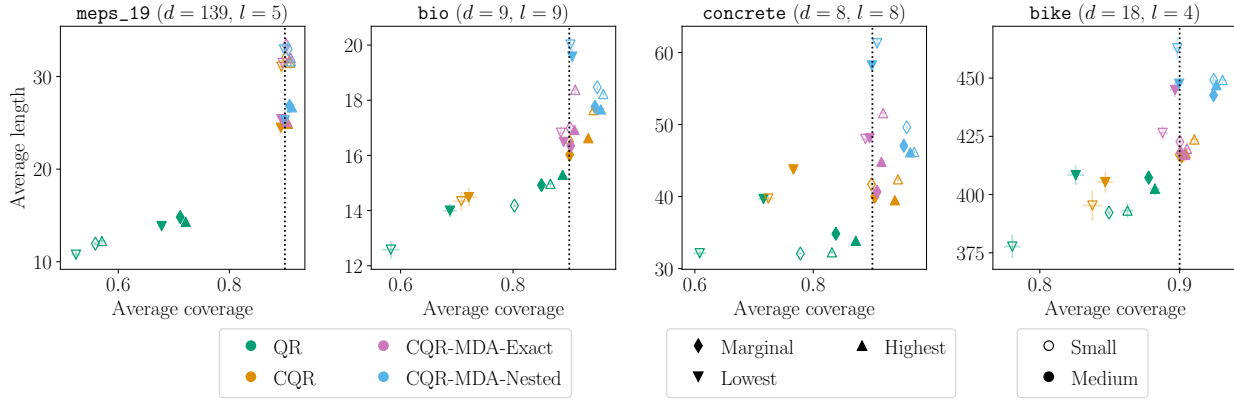 meps_19 (d = 139, l = 5)
bio (d = 9, l = 9)
concrete (d = 8, l = 8)
bike (d = 18, l = 4)
Average length
30
20
10
20
18
16
14
12
60
50
40
30
450
425
400
375
0.6 0.8
0.6 0.8
0.6 0.8
0.8 0.9
Average coverage
Average coverage
Average coverage
Average coverage
QR CQR-MDA-Exact
CQR CQR-MDA-Nested
Marginal Highest
Lowest
Small
Medium